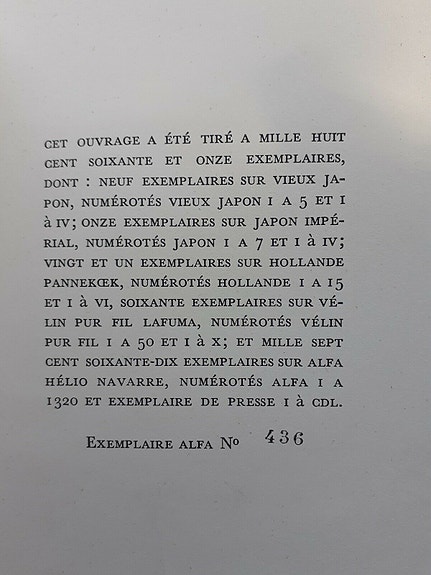 CET OUVRAGE A ÉTÉ TIRÉ A MILLE HUIT
CENT SOIXANTE ET ONZE EXEMPLAIRES,
DONT : NEUF EXEMPLAIRES SUR VIEUX JA-
PON, NUMÉROTÉS VIEUX JAPON I A 5 ET I
à IV; ONZE EXEMPLAIRES SUR JAPON IMPÉ-
RIAL, NUMÉROTÉS JAPON I A 7 ET I à IV;
VINGT ET UN EXEMPLAIRES SUR HOLLANDE
PANNEKŒK, NUMÉROTÉS HOLLANDE I A 15
ET I à VI, SOIXANTE EXEMPLAIRES SUR VÉ-
LIN PUR FIL LAFUMA, NUMÉROTÉS VÉLIN
PUR FIL I A 50 ET I à X; ET MILLE SEPT
CENT SOIXANTE-DIX EXEMPLAIRES SUR ALFA
HÉLIO NAVARRE, NUMÉROTÉS ALFA I A
1320 ET EXEMPLAIRE DE PRESSE I à CDL.
EXEMPLAIRE ALFA Nº 436